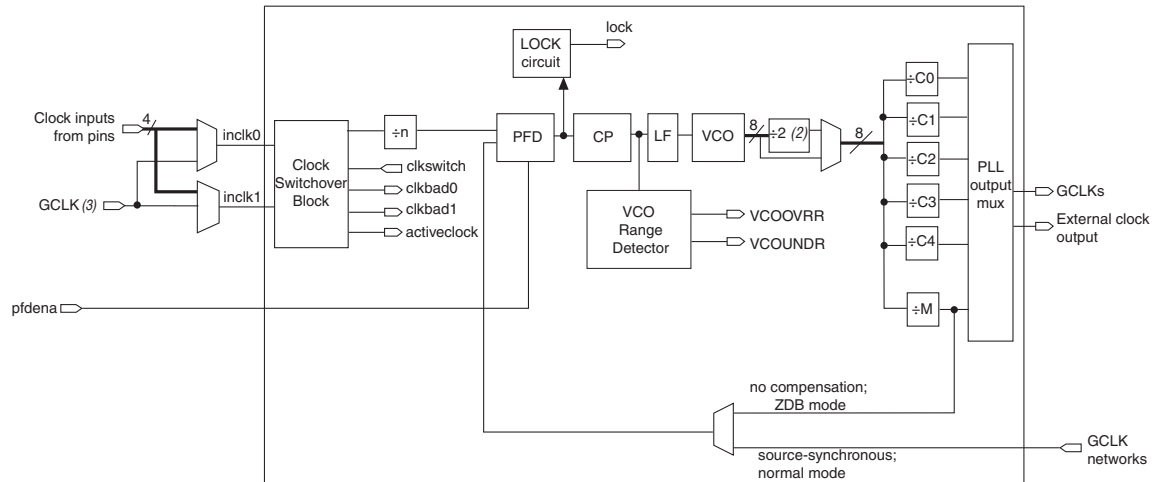 lock
LOCK
circuit
Clock inputs
from pins
4
inclk0
GCLK (3)
inclk1
Clock
Switchover
Block
÷n
clkswitch
clkbad0
clkbad1
activeclock
PFD
CP
LF
VCO
8
÷2 (2)
8
VCO
Range
Detector
VCOOVRR
VCOUNDR
÷C0
÷C1
÷C2
÷C3
÷C4
÷M
PLL
output
mux
GCLKs
External clock
output
pfdena
no compensation;
ZDB mode
source-synchronous;
normal mode
GCLK
networks